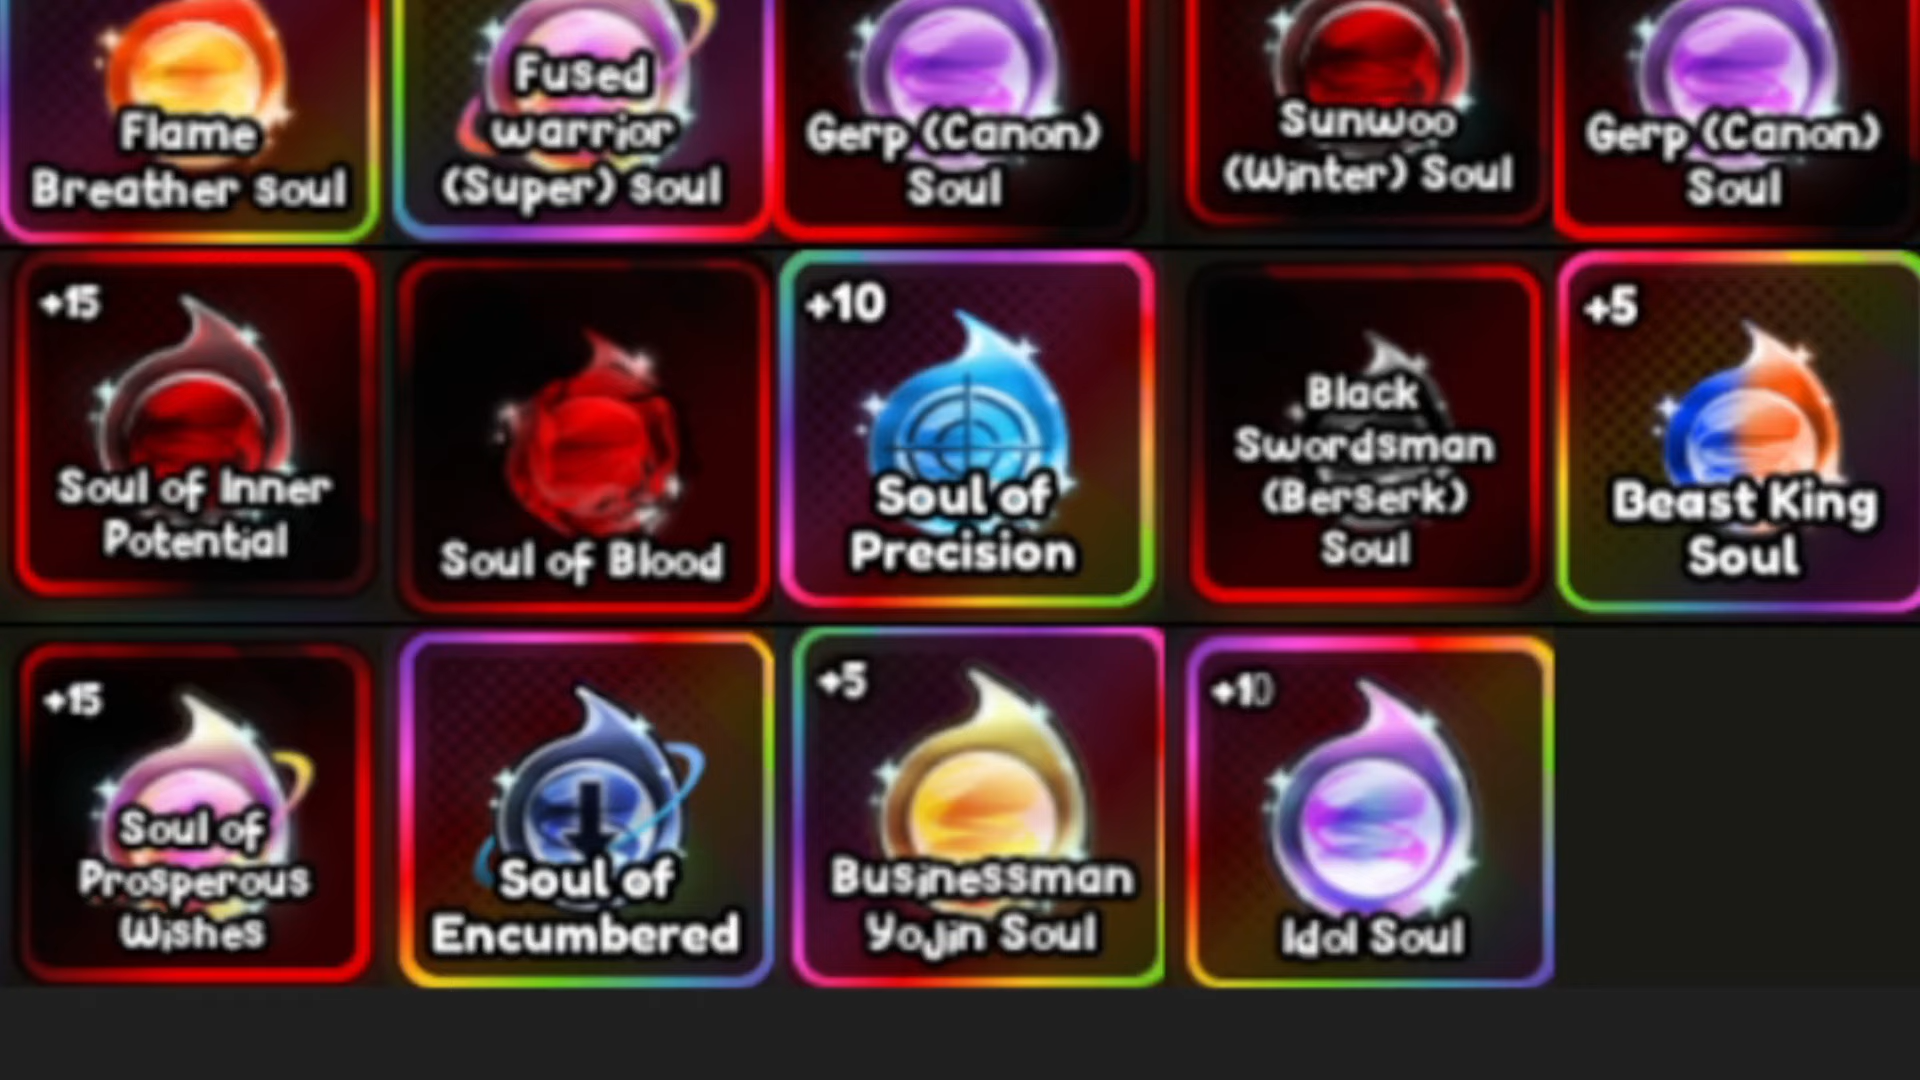 Flame
Breather Soul
Fused
warrior
(Super) Soul
Gerp (Canon)
Soul
Sunwoo
(Winter) Soul
Gerp (Canon)
Soul
+15
Soul of Inner
Potential
Soul of Blood
+10
Soul of
Precision
Black
Swordsman
(Berserk)
Soul
+5
Beast King
Soul
+15
Soul of
Prosperous
Wishes
Soul of
Encumbered
+5
Businessman
Yojin Soul
+10
Idol Soul